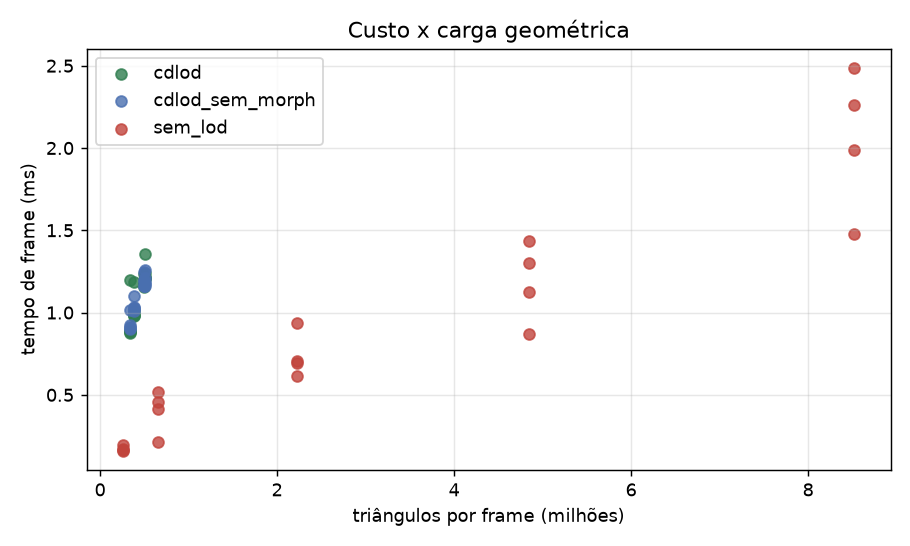 Custo x carga geométrica
cdlod
cdlod_sem_morph
sem_lod
tempo de frame (ms)
2.5
2.0
1.5
1.0
0.5
0
2
4
6
8
triângulos por frame (milhões)